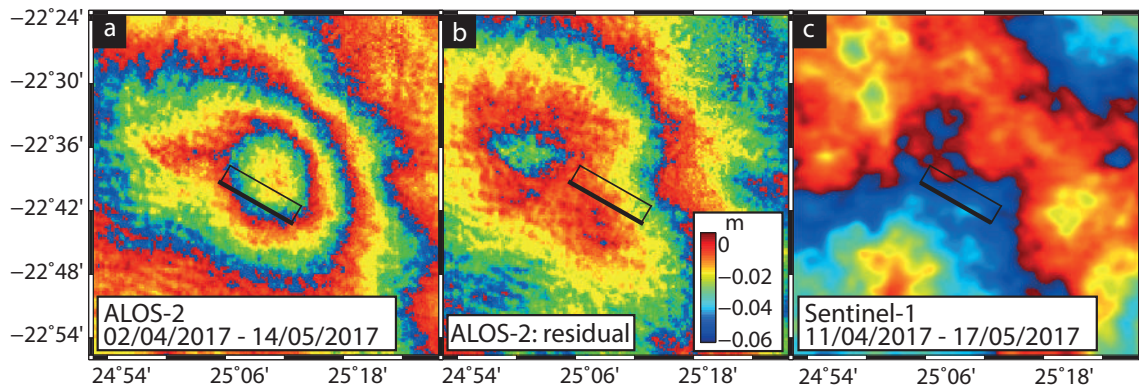 a
b
c
−22°24'
−22°30'
−22°36'
−22°42'
−22°48'
−22°54'
ALOS-2
02/04/2017 - 14/05/2017
ALOS-2: residual
m
0
−0.02
−0.04
−0.06
Sentinel-1
11/04/2017 - 17/05/2017
24°54' 25°06' 25°18' 24°54' 25°06' 25°18' 24°54' 25°06' 25°18'